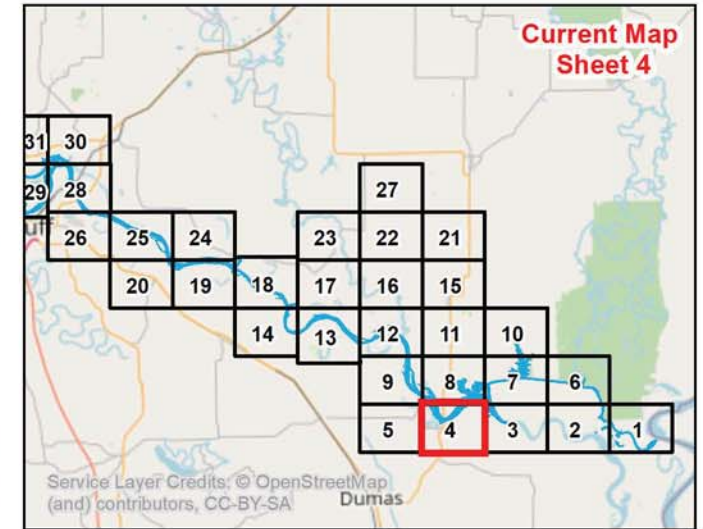 Current Map
Sheet 4
31 30
29 28
27
uff
26 25 24 23 22 21
20 19 18 17 16 15
14 13 12 11 10
9 8 7 6
5 4 3 2 1
Service Layer Credits: © OpenStreetMap
(and) contributors, CC-BY-SA
Dumas